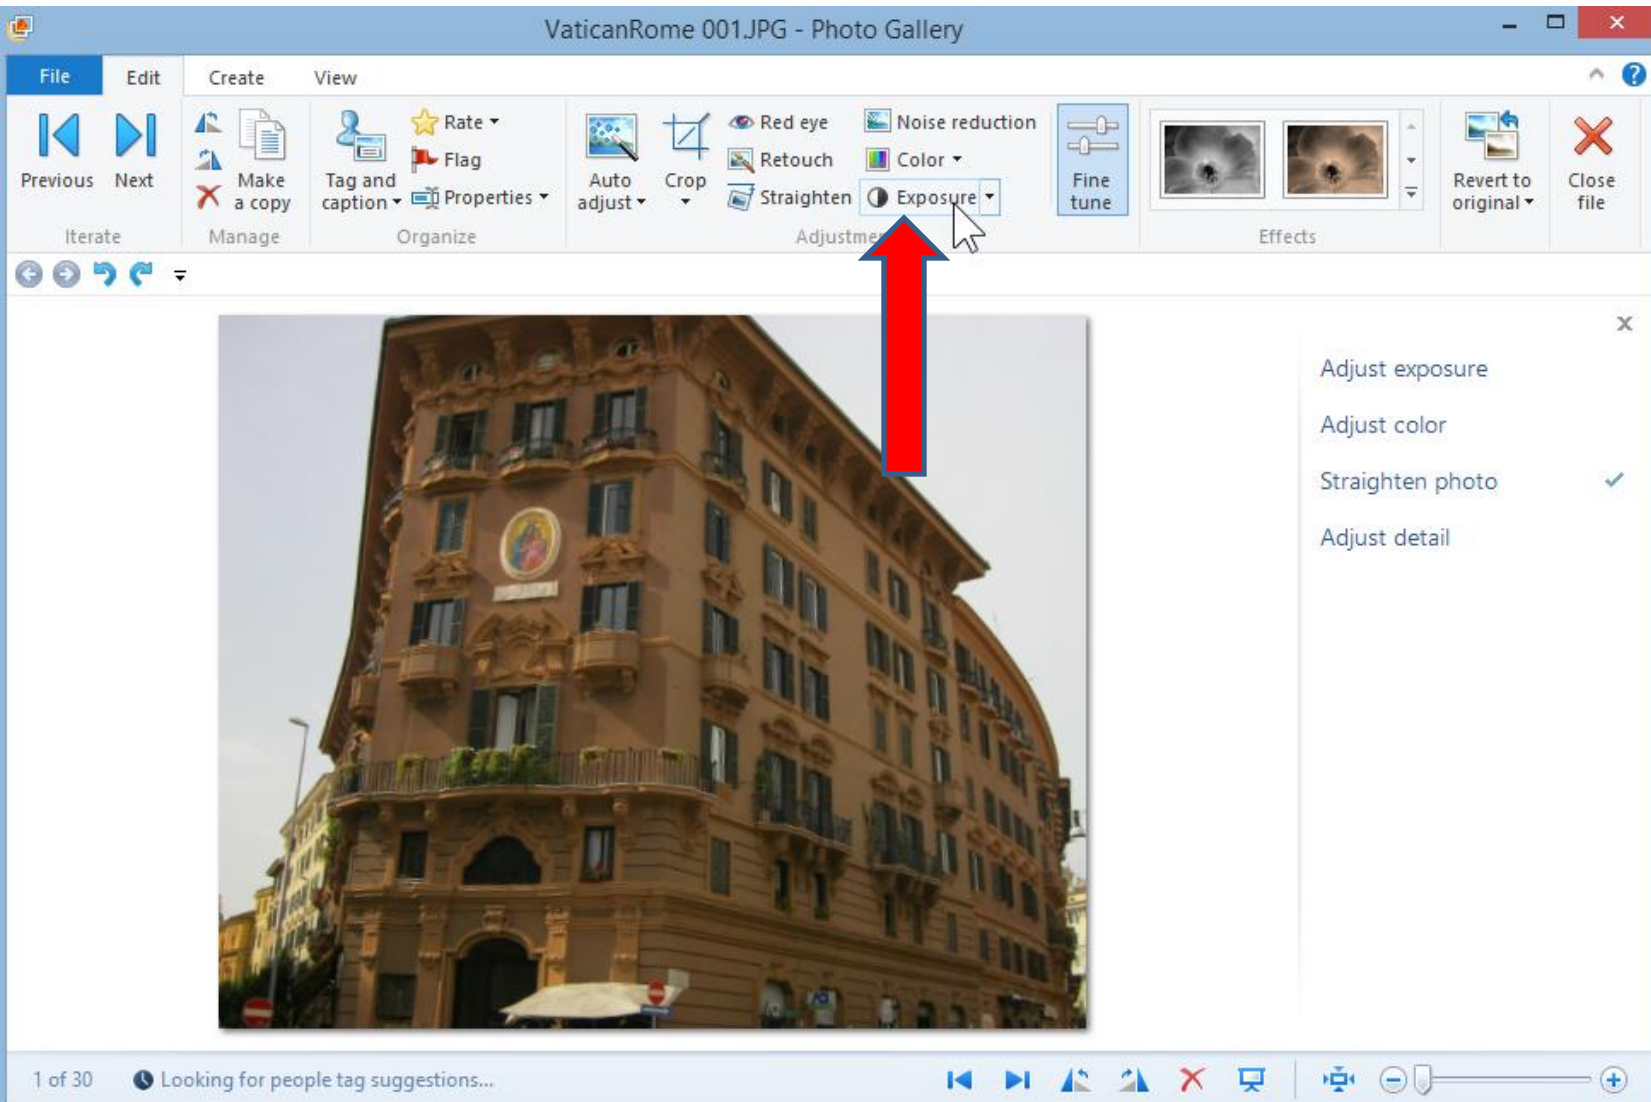 VaticanRome 001.JPG - Photo Gallery
File Edit Create View
Previous
Next
Iterate
Make
a copy
Manage
Tag and
caption
Rate
Flag
Properties
Organize
Auto
adjust
Crop
Red eye
Retouch
Straighten
Noise reduction
Color
Exposure
Fine
tune
Effects
Revert to
original
Close
file
Adjust exposure
Adjust color
Straighten photo
Adjust detail
1 of 30
Looking for people tag suggestions...